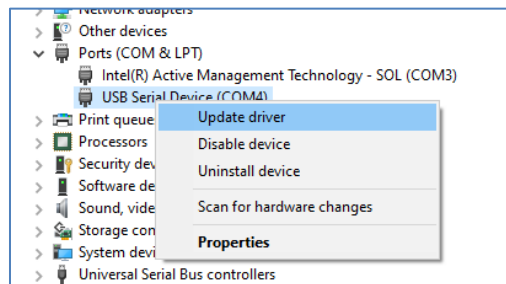 Network adapters
Other devices
Ports (COM & LPT)
Intel(R) Active Management Technology - SOL (COM3)
USB Serial Device (COM4)
Print queue
Update driver
Processors
Disable device
Security dev
Uninstall device
Software de
Sound, vide
Scan for hardware changes
Storage con
System devi
Properties
Universal Serial Bus controllers